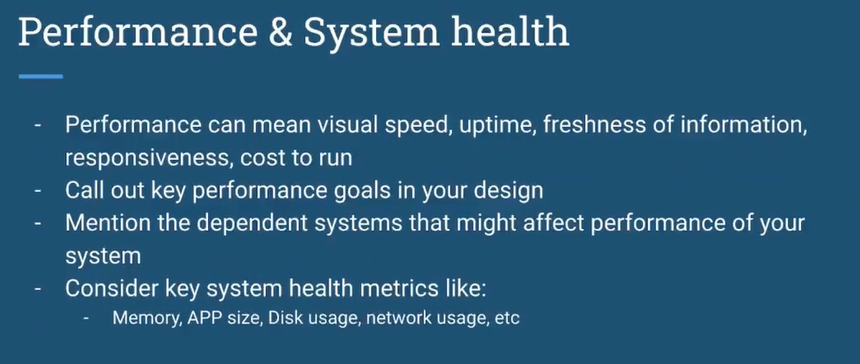 Performance & System health
- Performance can mean visual speed, uptime, freshness of information,
responsiveness, cost to run
- Call out key performance goals in your design
- Mention the dependent systems that might affect performance of your
system
- Consider key system health metrics like:
- Memory, APP size, Disk usage, network usage, etc